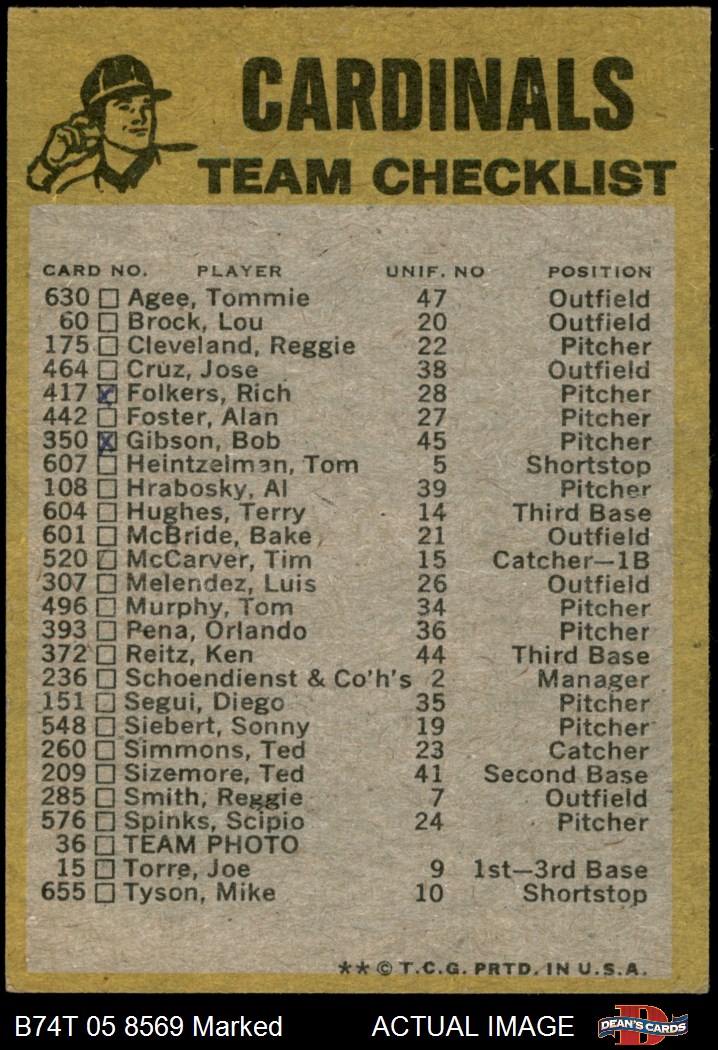 CARDINALS
TEAM CHECKLIST
CARD NO. PLAYER UNIF. NO POSITION
630 Agee, Tommie 47 Outfield
60 Brock, Lou 20 Outfield
175 Cleveland, Reggie 22 Pitcher
464 Cruz, Jose 38 Outfield
417 Folkers, Rich 28 Pitcher
442 Foster, Alan 27 Pitcher
350 Gibson, Bob 45 Pitcher
607 Heintzelman, Tom 5 Shortstop
108 Hrabosky, Al 39 Pitcher
604 Hughes, Terry 14 Third Base
601 McBride, Bake 21 Outfield
520 McCarver, Tim 15 Catcher—1B
307 Melendez, Luis 26 Outfield
496 Murphy, Tom 34 Pitcher
393 Pena, Orlando 36 Pitcher
372 Reitz, Ken 44 Third Base
236 Schoendienst & Co'h's 2 Manager
151 Segui, Diego 35 Pitcher
548 Siebert, Sonny 19 Pitcher
260 Simmons, Ted 23 Catcher
209 Sizemore, Ted 41 Second Base
285 Smith, Reggie 7 Outfield
576 Spinks, Scipio 24 Pitcher
36 TEAM PHOTO
15 Torre, Joe 9 1st—3rd Base
655 Tyson, Mike 10 Shortstop
** © T.C.G. PRTD. IN U.S.A.
B74T 05 8569 Marked ACTUAL IMAGE DEAN'S CARDS